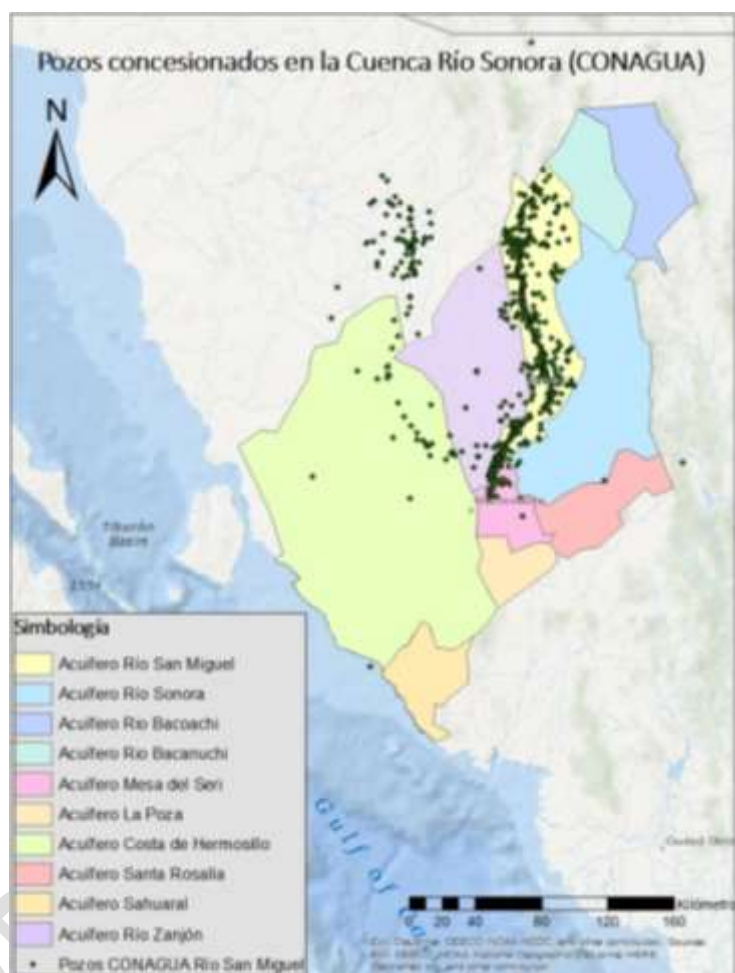 Pozos concesionados en la Cuenca Río Sonora (CONAGUA)
N
Tiburón
Basin
Simbología
Acuífero Río San Miguel
Acuífero Río Sonora
Acuífero Río Bacoachi
Acuífero Río Bacanuchi
Acuífero Mesa del Seri
Acuífero La Poza
Acuífero Costa de Hermosillo
Acuífero Santa Rosalía
Acuífero Sahuaral
Acuífero Río Zanjón
Pozos CONAGUA Río San Miguel
Gulf of
Ciudad
Kilómetro
0 20 40 80 120 160